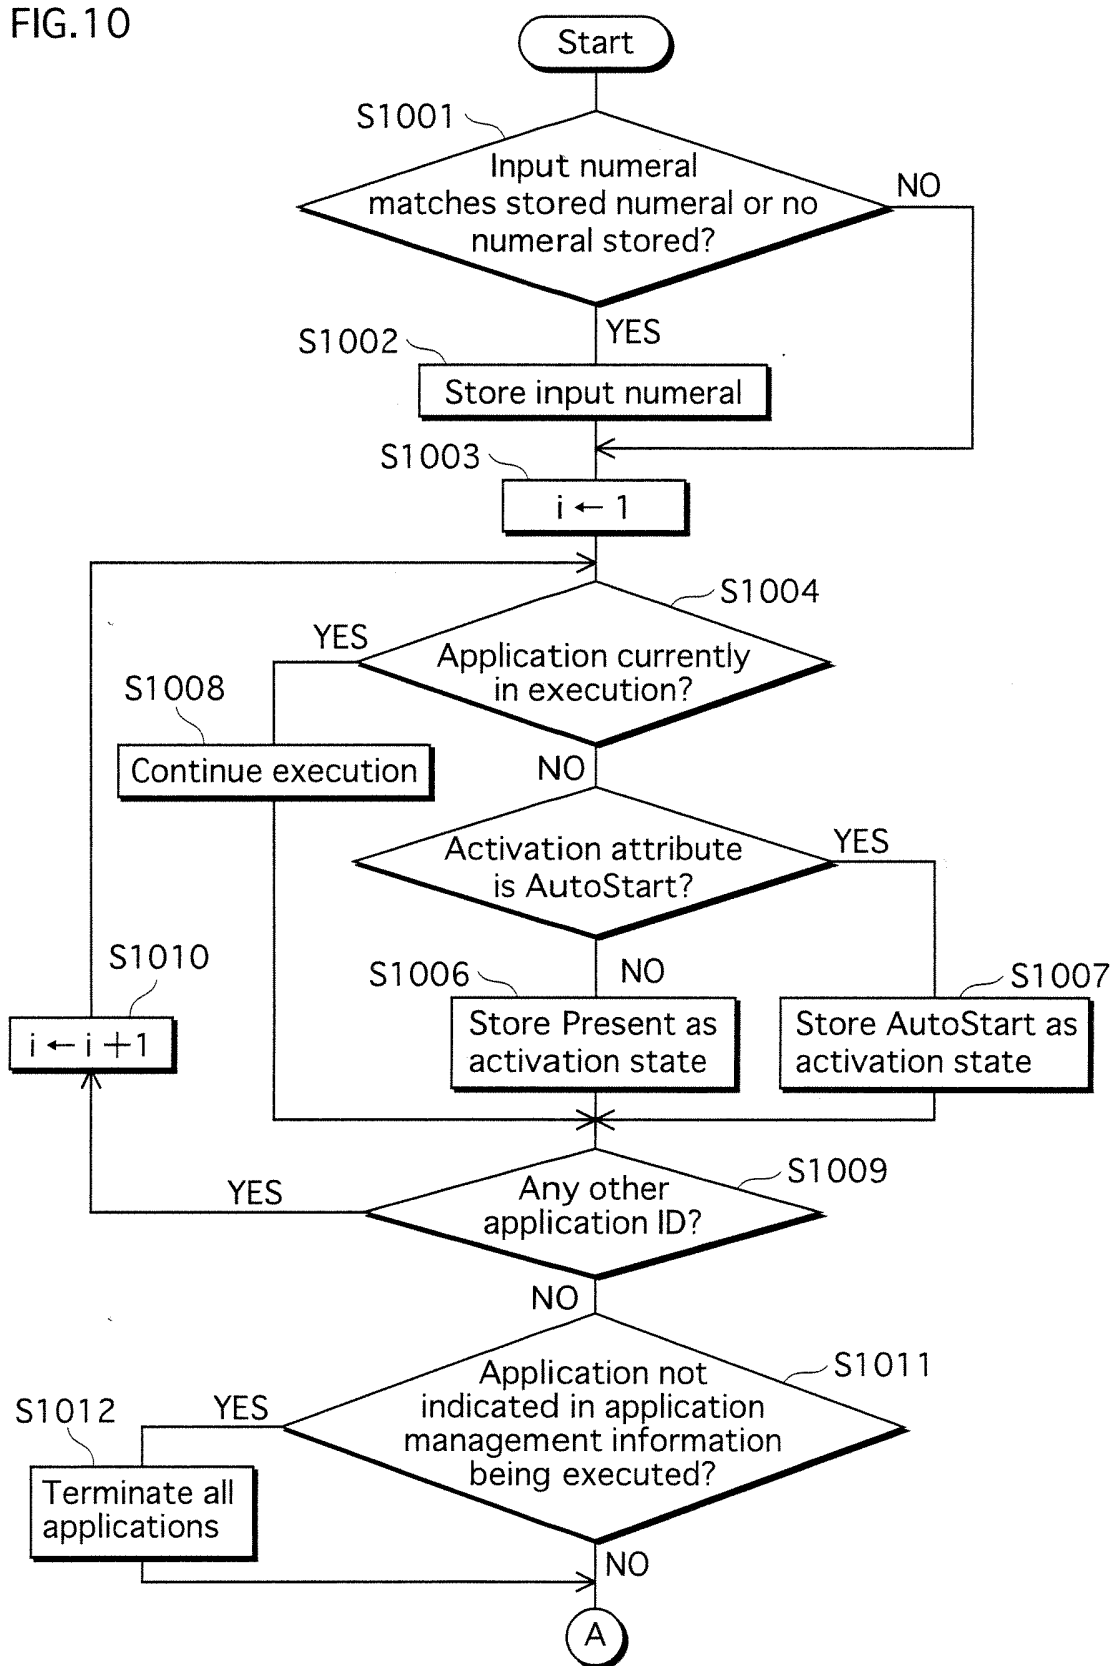 FIG.10
Start
S1001
Input numeral
matches stored numeral or no
numeral stored?
NO
YES
S1002
Store input numeral
S1003
i ← 1
S1004
YES
Application currently
in execution?
S1008
Continue execution
NO
Activation attribute
is AutoStart?
YES
S1010
i ← i +1
S1006
NO
S1007
Store Present as
activation state
Store AutoStart as
activation state
S1009
YES
Any other
application ID?
NO
S1011
Application not
indicated in application
management information
being executed?
S1012
YES
Terminate all
applications
NO
A